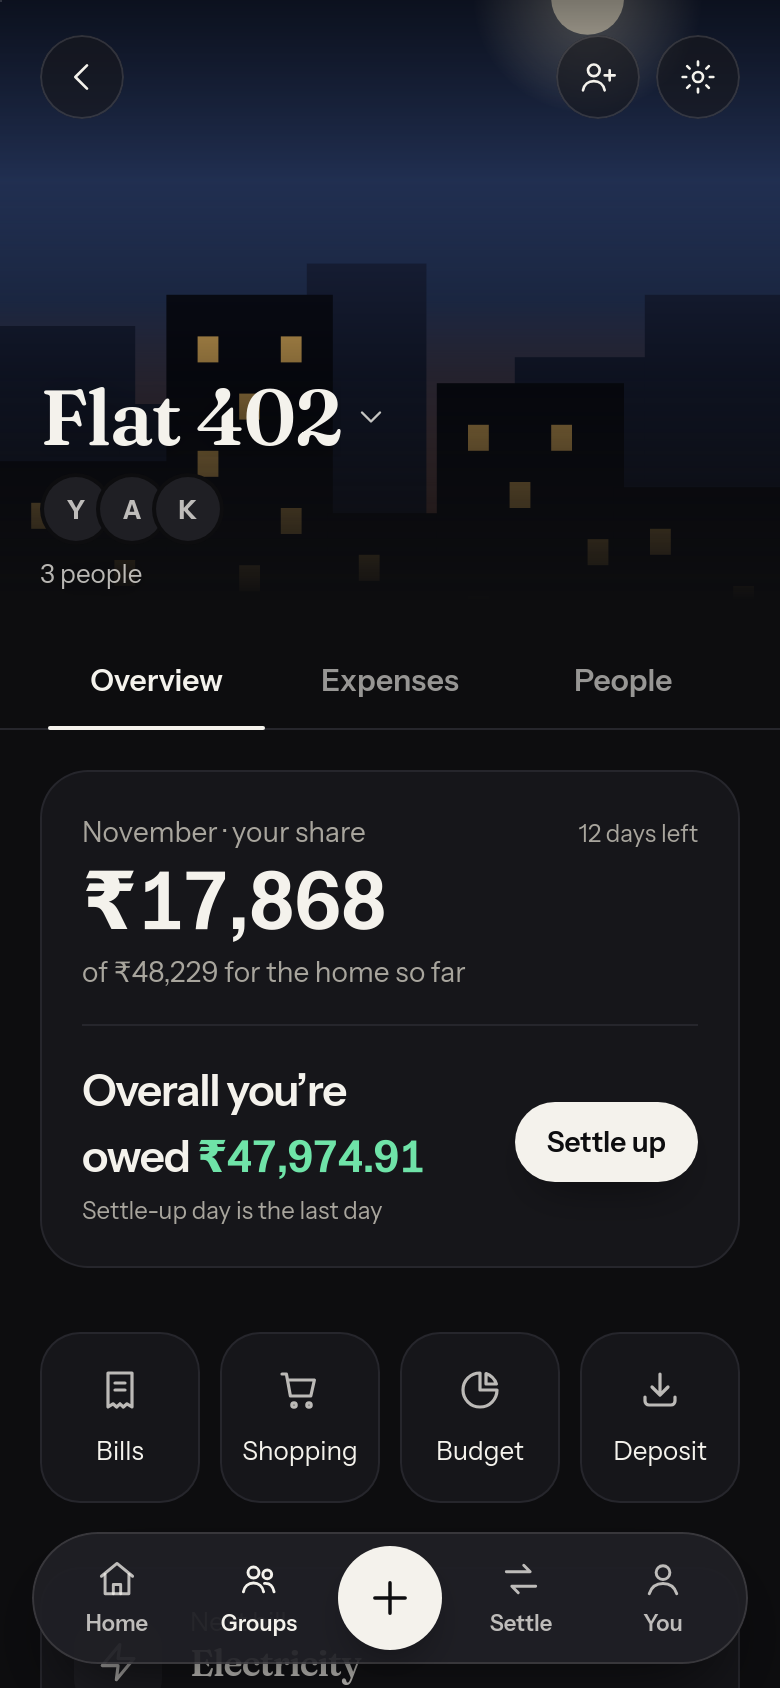 Flat 402
Y A K
3 people
Overview Expenses People
November · your share 12 days left
₹17,868
of ₹48,229 for the home so far
Overall you’re
owed ₹47,974.91
Settle up
Settle-up day is the last day
Bills Shopping Budget Deposit
Home Groups Settle You
Electricity